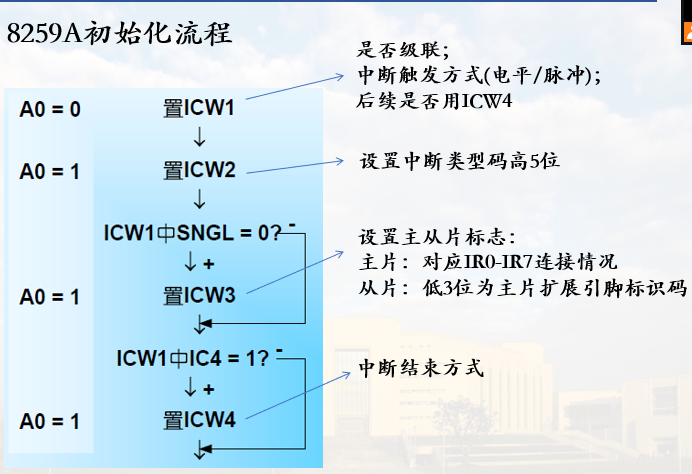 8259A初始化流程
是否级联；
中断触发方式(电平/脉冲)；
后续是否用ICW4
A0 = 0
置ICW1
A0 = 1
置ICW2
设置中断类型码高5位
ICW1中SNGL = 0?
-
+
设置主从片标志：
主片：对应IR0-IR7连接情况
从片：低3位为主片扩展引脚标识码
A0 = 1
置ICW3
ICW1中IC4 = 1?
-
+
中断结束方式
A0 = 1
置ICW4